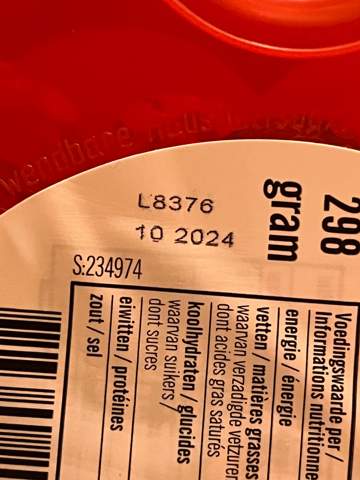 L8376
10 2024
S:234974
298
gram
Voedingswaarde per /
Informations nutritionne
energie / énergie
vetten / matières grasses
waarvan verzadigde vetzuren
dont acides gras saturés
koolhydraten / glucides
waarvan suikers /
dont sucres
eiwitten / protéines
zout / sel